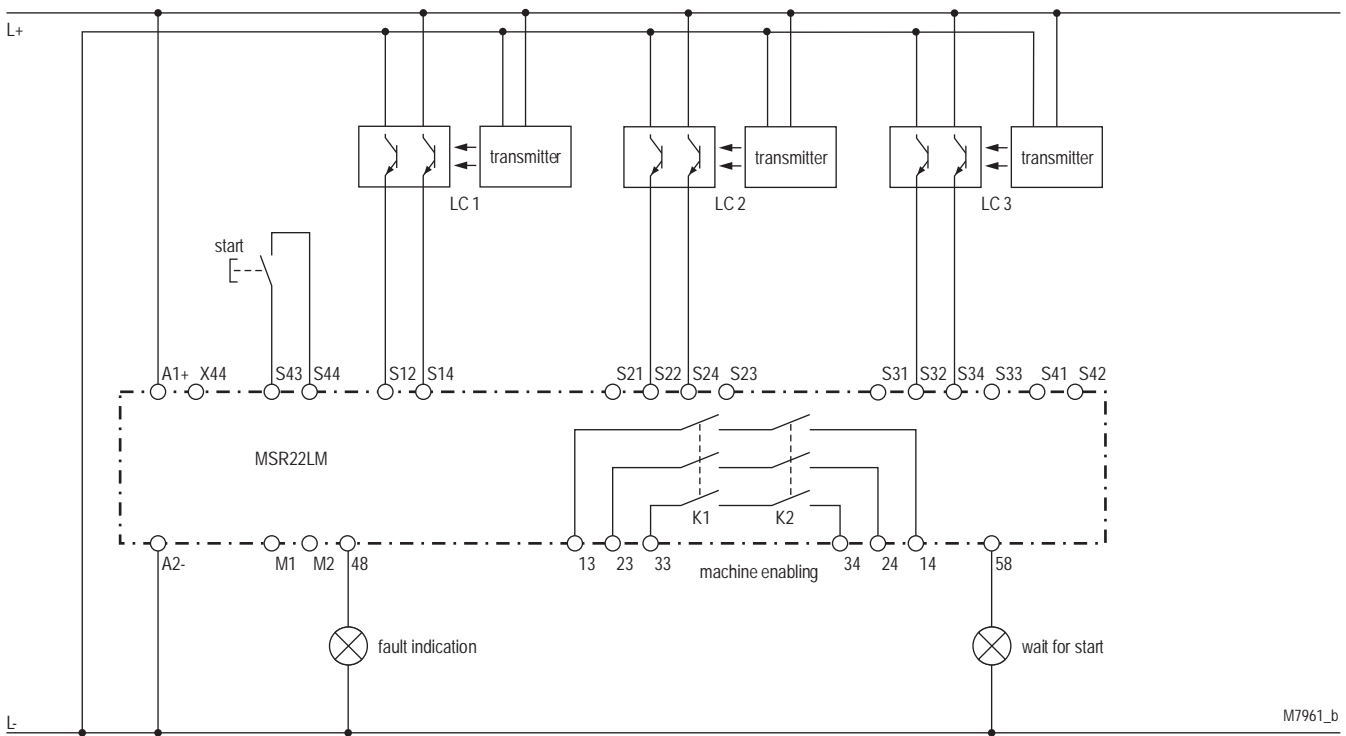 L+
transmitter
transmitter
transmitter
LC 1
LC 2
LC 3
start
A1+ X44 S43 S44 S12 S14 S21 S22 S24 S23 S31 S32 S34 S33 S41 S42
MSR22LM
K1 K2
A2- M1 M2 48 13 23 33 machine enabling 34 24 14 58
fault indication
wait for start
L-
M7961_b